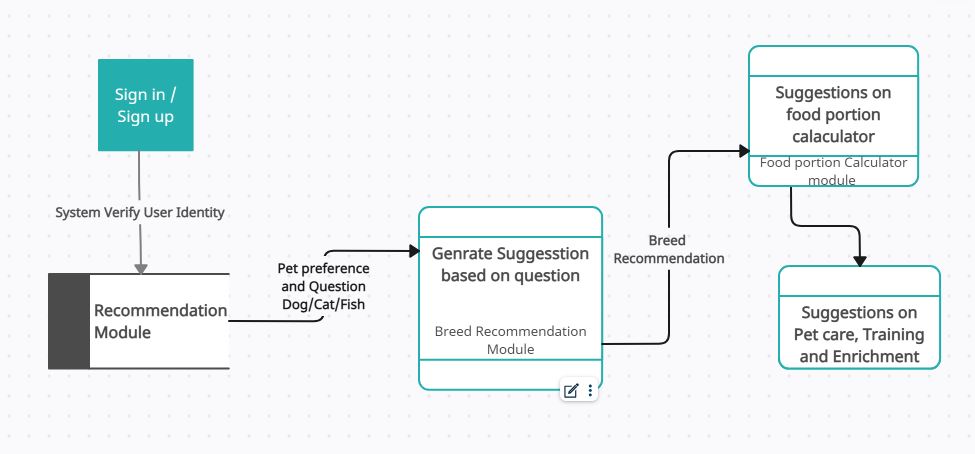 Sign in /
Sign up
System Verify User Identity
Recommendation
Module
Pet preference
and Question
Dog/Cat/Fish
Genrate Suggesstion
based on question
Breed Recommendation
Module
Breed
Recommendation
Suggestions on
food portion
calaculator
Food portion Calculator
module
Suggestions on
Pet care, Training
and Enrichment